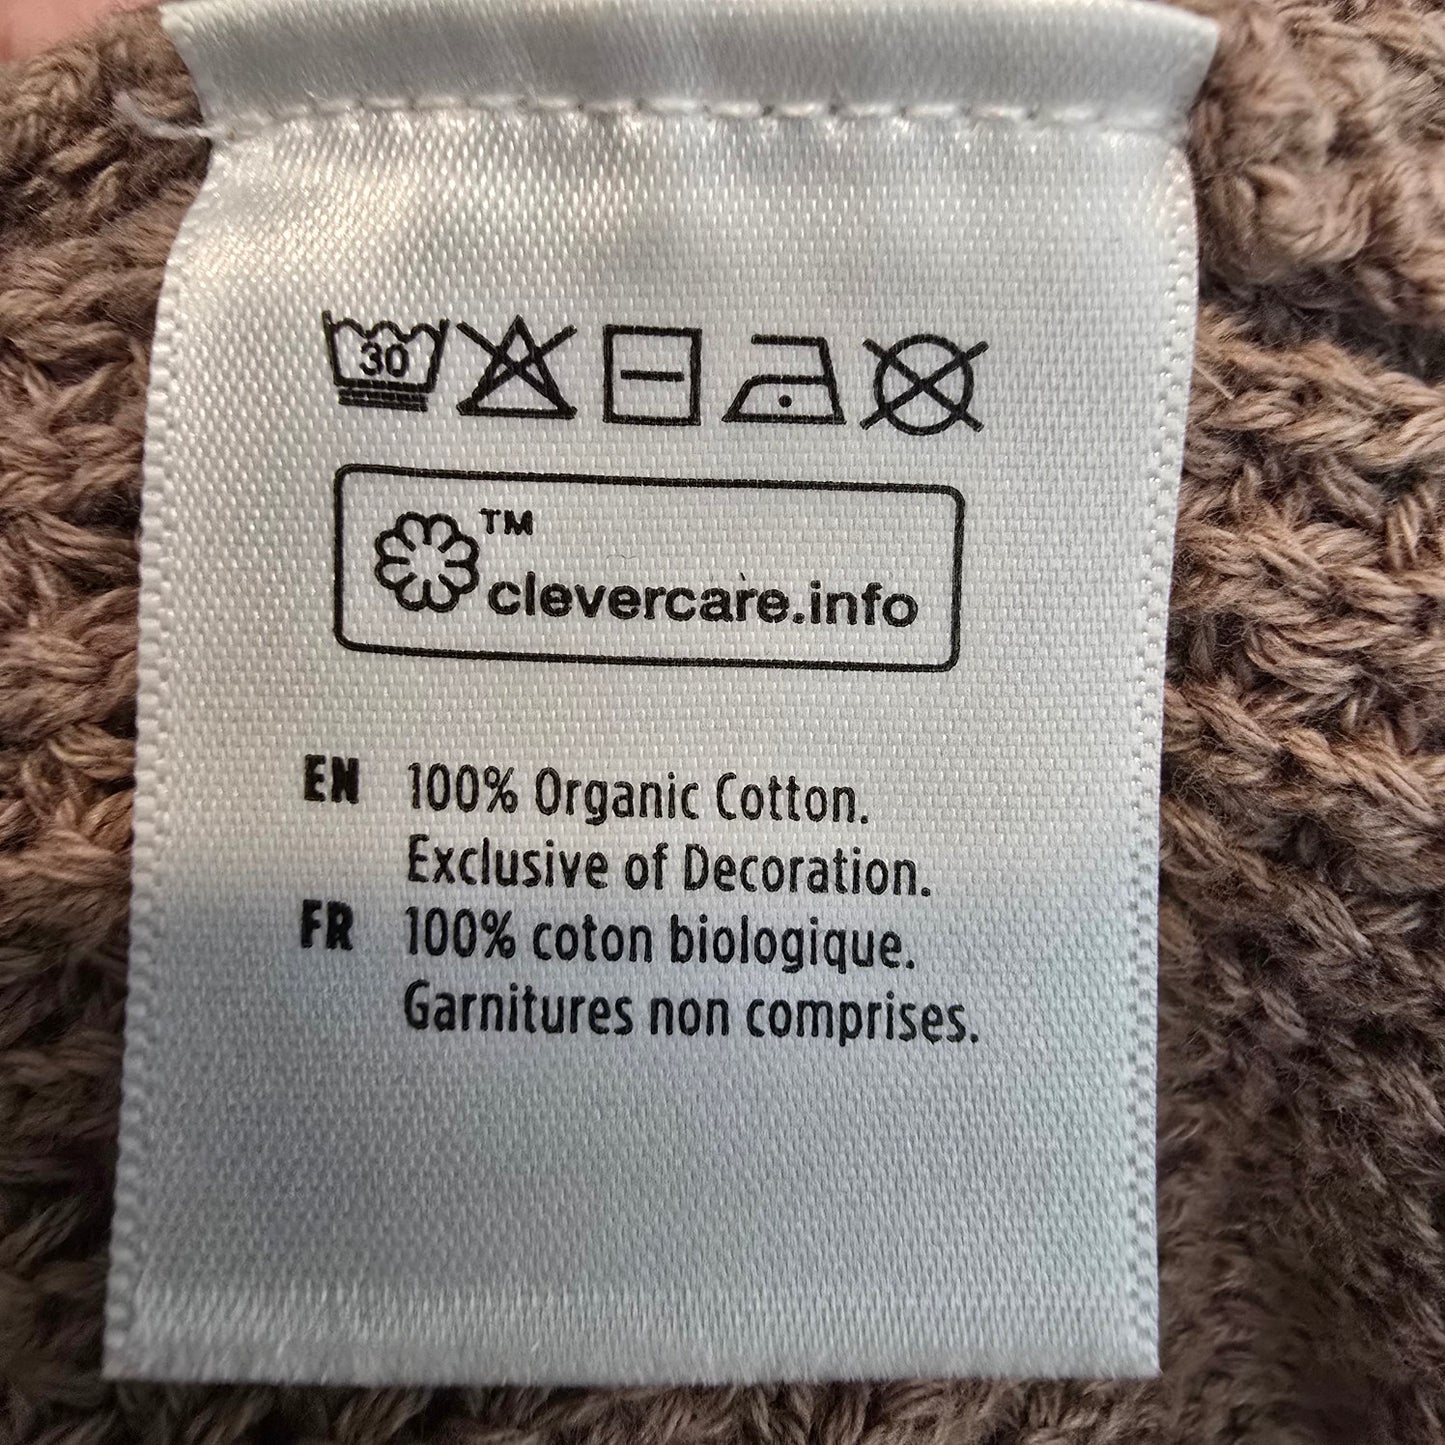 30
TM
clevercare.info
EN 100% Organic Cotton.
Exclusive of Decoration.
FR 100% coton biologique.
Garnitures non comprises.